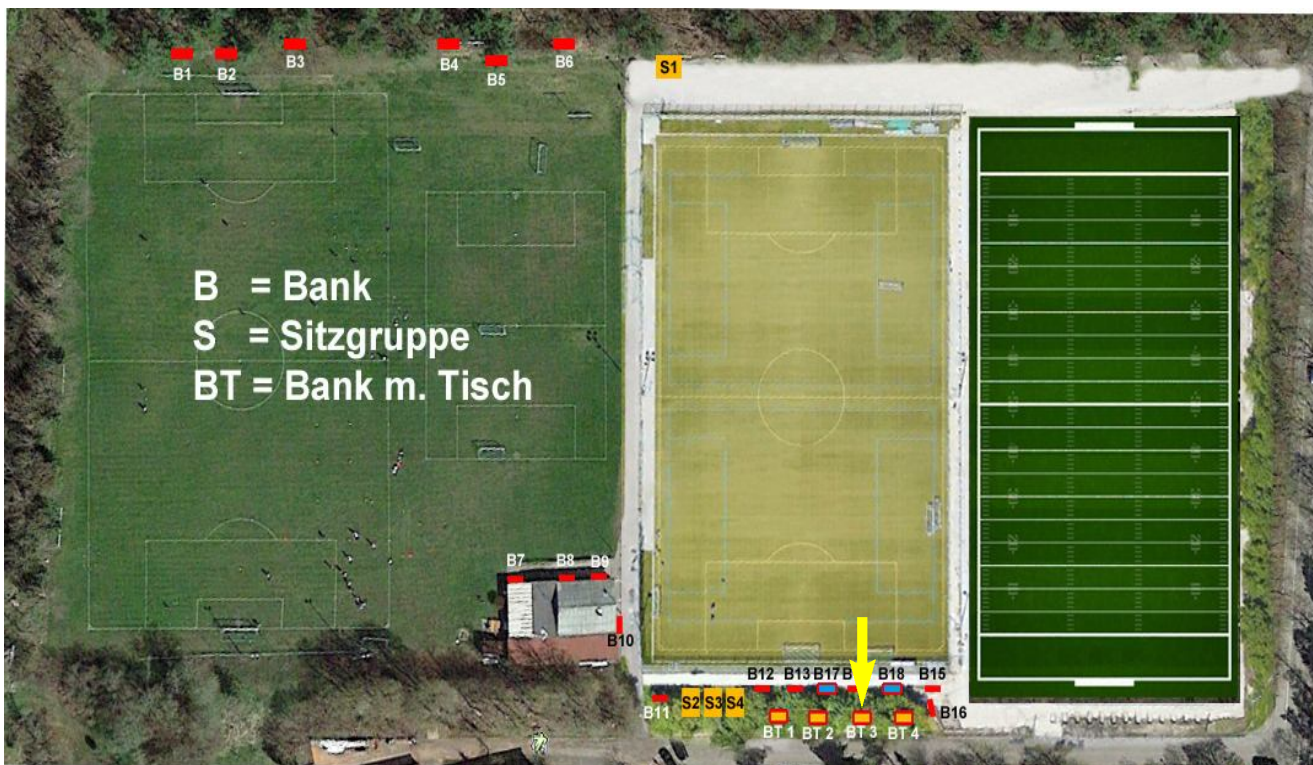 B1
B2
B3
B4
B5
B6
S1
B = Bank
S = Sitzgruppe
BT = Bank m. Tisch
B7
B8
B9
B10
B12
B13
B17
B18
B15
B11
S2
S3
S4
B16
BT 1
BT 2
BT 3
BT 4